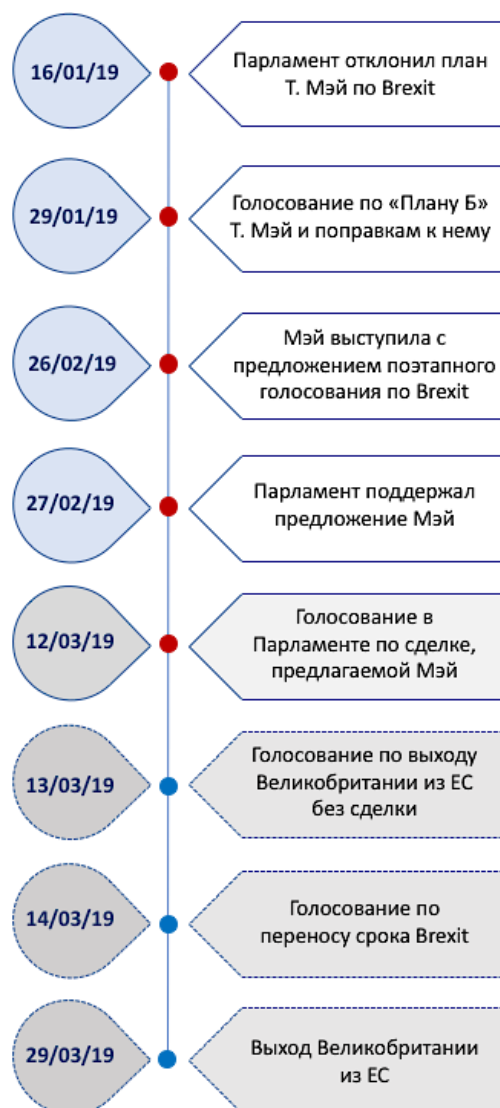 16/01/19
Парламент отклонил план
Т. Мэй по Brexit
29/01/19
Голосование по «Плану Б»
Т. Мэй и поправкам к нему
26/02/19
Мэй выступила с
предложением поэтапного
голосования по Brexit
27/02/19
Парламент поддержал
предложение Мэй
12/03/19
Голосование в
Парламенте по сделке,
предлагаемой Мэй
13/03/19
Голосование по выходу
Великобритании из ЕС
без сделки
14/03/19
Голосование по
переносу срока Brexit
29/03/19
Выход Великобритании
из ЕС